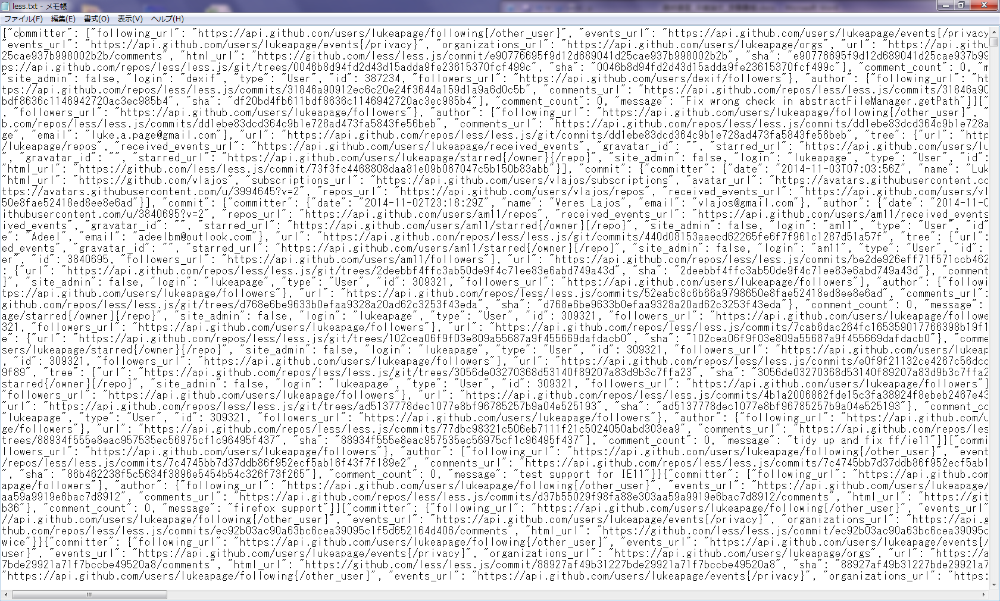 less.txt - メモ帳
ファイル(F) 編集(E) 書式(O) 表示(V) ヘルプ(H)
{"committer": {"following_url": "https://api.github.com/users/lukeapage/following{/other_user}", "events_url": "https://api.github.com/users/lukeapage/events{/privacy
"events_url": "https://api.github.com/users/lukeapage/events{/privacy}", "organizations_url": "https://api.github.com/users/lukeapage/orgs", "url": "https://api.githu
25cae937b998002b2b/comments", "html_url": "https://github.com/less/less.js/commit/e90776695f9d12d689041d25cae937b998002b2b", "sha": "e90776695f9d12d689041d25cae937b99
ps://api.github.com/repos/less/less.js/git/trees/0046b8d94fd2d43d15adda9fe23615370fcf499c", "sha": "0046b8d94fd2d43d15adda9fe23615370fcf499c"}, "comment_count": 0, "m
"site_admin": false, "login": "dexif", "type": "User", "id": 387234, "followers_url": "https://api.github.com/users/dexif/followers"}, "author": {"following_url": "ht
ttps://api.github.com/repos/less/less.js/commits/31846a90912ec6c20e24f3644a159d1a9a6d0c5b", "comments_url": "https://api.github.com/repos/less/less.js/commits/31846a90
bdf8636c1146942720ac3ec985b4", "sha": "df20bd4fb611bdf8636c1146942720ac3ec985b4"}, "comment_count": 0, "message": "Fix wrong check in abstractFileManager.getPath"}}{"
, "followers_url": "https://api.github.com/users/lukeapage/followers"}, "author": {"following_url": "https://api.github.com/users/lukeapage/following{/other_user}", "
b.com/repos/less/less.js/commits/dd1ebe83dcd364c9b1e728ad473fa5843fe56beb", "comments_url": "https://api.github.com/repos/less/less.js/commits/dd1ebe83dcd364c9b1e728a
ge", "email": "luke.a.page@gmail.com"}, "url": "https://api.github.com/repos/less/less.js/git/commits/dd1ebe83dcd364c9b1e728ad473fa5843fe56beb", "tree": {"url": "http
/lukeapage/repos", "received_events_url": "https://api.github.com/users/lukeapage/received_events", "gravatar_id": "", "starred_url": "https://api.github.com/users/lu
", "gravatar_id": "", "starred_url": "https://api.github.com/users/lukeapage/starred{/owner}{/repo}", "site_admin": false, "login": "lukeapage", "type": "User", "id":
"html_url": "https://github.com/less/less.js/commit/73f3fc4468808daa81e09b067047c5b150b83abb"}], "commit": {"committer": {"date": "2014-11-03T07:03:56Z", "name": "Luk
"html_url": "https://github.com/vlajos", "subscriptions_url": "https://api.github.com/users/vlajos/subscriptions", "avatar_url": "https://avatars.githubusercontent.co
ttps://avatars.githubusercontent.com/u/3994645?v=2", "repos_url": "https://api.github.com/users/vlajos/repos", "received_events_url": "https://api.github.com/users/vl
50e8fae52418ed8ee8e6ad"}], "commit": {"committer": {"date": "2014-11-02T23:18:29Z", "name": "Veres Lajos", "email": "vlajos@gmail.com"}, "author": {"date": "2014-11-0
ithubusercontent.com/u/3840695?v=2", "repos_url": "https://api.github.com/users/am11/repos", "received_events_url": "https://api.github.com/users/am11/received_events
ived_events", "gravatar_id": "", "starred_url": "https://api.github.com/users/am11/starred{/owner}{/repo}", "site_admin": false, "login": "am11", "type": "User", "id"
e": "Adeel", "email": "adeelbm@outlook.com"}, "url": "https://api.github.com/repos/less/less.js/git/commits/440d08153aaecd62265fe6f7f961c1287d51a57f", "tree": {"url":
ed_events", "gravatar_id": "", "starred_url": "https://api.github.com/users/am11/starred{/owner}{/repo}", "site_admin": false, "login": "am11", "type": "User", "id":
er", "id": 3840695, "followers_url": "https://api.github.com/users/am11/followers"}, "url": "https://api.github.com/repos/less/less.js/commits/be2de926eff71f571ccb462
: {"url": "https://api.github.com/repos/less/less.js/git/trees/2deebbf4ffc3ab50de9f4c71ee83e6abd749a43d", "sha": "2deebbf4ffc3ab50de9f4c71ee83e6abd749a43d"}, "comment
}", "site_admin": false, "login": "lukeapage", "type": "User", "id": 309321, "followers_url": "https://api.github.com/users/lukeapage/followers"}, "author": {"followi
tps://api.github.com/users/lukeapage/followers"}, "url": "https://api.github.com/repos/less/less.js/commits/52ea5c8c6b66a9798650e8fae52418ed8ee8e6ad", "comments_url":
github.com/repos/less/less.js/git/trees/d768e6be9633b0efaa9328a20ad62c3253f43eda", "sha": "d768e6be9633b0efaa9328a20ad62c3253f43eda"}, "comment_count": 0, "message":
age/starred{/owner}{/repo}", "site_admin": false, "login": "lukeapage", "type": "User", "id": 309321, "followers_url": "https://api.github.com/users/lukeapage/followe
321, "followers_url": "https://api.github.com/users/lukeapage/followers"}, "url": "https://api.github.com/repos/less/less.js/commits/7cab6dac264fc165359017766398b19f1
e": {"url": "https://api.github.com/repos/less/less.js/git/trees/102cea06f9f03e809a55687a9f455669dafdacb0", "sha": "102cea06f9f03e809a55687a9f455669dafdacb0"}, "comme
sers/lukeapage/starred{/owner}{/repo}", "site_admin": false, "login": "lukeapage", "type": "User", "id": 309321, "followers_url": "https://api.github.com/users/lukeap
, "id": 309321, "followers_url": "https://api.github.com/users/lukeapage/followers"}, "url": "https://api.github.com/repos/less/less.js/commits/e0f9f21132ce4267c56dcc
9f89", "tree": {"url": "https://api.github.com/repos/less/less.js/git/trees/3056de03270368d53140f89207a83d9b3c7ffa23", "sha": "3056de03270368d53140f89207a83d9b3c7ffa2
starred{/owner}{/repo}", "site_admin": false, "login": "lukeapage", "type": "User", "id": 309321, "followers_url": "https://api.github.com/users/lukeapage/followers"}
"followers_url": "https://api.github.com/users/lukeapage/followers"}, "url": "https://api.github.com/repos/less/less.js/commits/4b1a2006862fde15c3fa38924f8ebeb2467e43
"url": "https://api.github.com/repos/less/less.js/git/trees/ad5137778dec1077e8bf96785257b9a04e525193", "sha": "ad5137778dec1077e8bf96785257b9a04e525193"}, "comment_co
"lukeapage", "type": "User", "id": 309321, "followers_url": "https://api.github.com/users/lukeapage/followers"}, "author": {"following_url": "https://api.github.com/u
ge/followers"}, "url": "https://api.github.com/repos/less/less.js/commits/77dbc98321c506eb7111f21c5024050abd303ea9", "comments_url": "https://api.github.com/repos/les
trees/88934f555e8eac957535ec56975cf1c96495f437", "sha": "88934f555e8eac957535ec56975cf1c96495f437"}, "comment_count": 0, "message": "tidy up and fix ff/ie11"}}{"commi
llowers_url": "https://api.github.com/users/lukeapage/followers"}, "author": {"following_url": "https://api.github.com/users/lukeapage/following{/other_user}", "event
/repos/less/less.js/commits/7c4745bb7d37ddb86f952ecf5ab16f43f7f189e2", "comments_url": "https://api.github.com/repos/less/less.js/commits/7c4745bb7d37ddb86f952ecf5ab1
", "sha": "86b462238f5c5634f3896e5454b54c326f73f265"}, "comment_count": 0, "message": "test support for IE11"}}{"committer": {"following_url": "https://api.github.com
apage/followers"}, "author": {"following_url": "https://api.github.com/users/lukeapage/following{/other_user}", "events_url": "https://api.github.com/users/lukeapage/
aa59a9919e6bac7d8912", "comments_url": "https://api.github.com/repos/less/less.js/commits/d37b55029f98fa88e303aa59a9919e6bac7d8912/comments", "html_url": "https://git
b36"}, "comment_count": 0, "message": "firefox support"}}{"committer": {"following_url": "https://api.github.com/users/lukeapage/following{/other_user}", "events_url"
//api.github.com/users/lukeapage/following{/other_user}", "events_url": "https://api.github.com/users/lukeapage/events{/privacy}", "organizations_url": "https://api.g
thub.com/repos/less/less.js/commits/ec92b03ac90a63bc6cea39095c1f5d652164d406/comments", "html_url": "https://github.com/less/less.js/commit/ec92b03ac90a63bc6cea39095c
wice"}}{"committer": {"following_url": "https://api.github.com/users/lukeapage/following{/other_user}", "events_url": "https://api.github.com/users/lukeapage/events{/
user}", "events_url": "https://api.github.com/users/lukeapage/events{/privacy}", "organizations_url": "https://api.github.com/users/lukeapage/orgs", "url": "https://a
7bde29921a71f7bccbe49520a8/comments", "html_url": "https://github.com/less/less.js/commit/88927af49b31227bde29921a71f7bccbe49520a8", "sha": "88927af49b31227bde29921a7
"https://api.github.com/users/lukeapage/following{/other_user}", "events_url": "https://api.github.com/users/lukeapage/events{/privacy}", "organizations_url": "https: